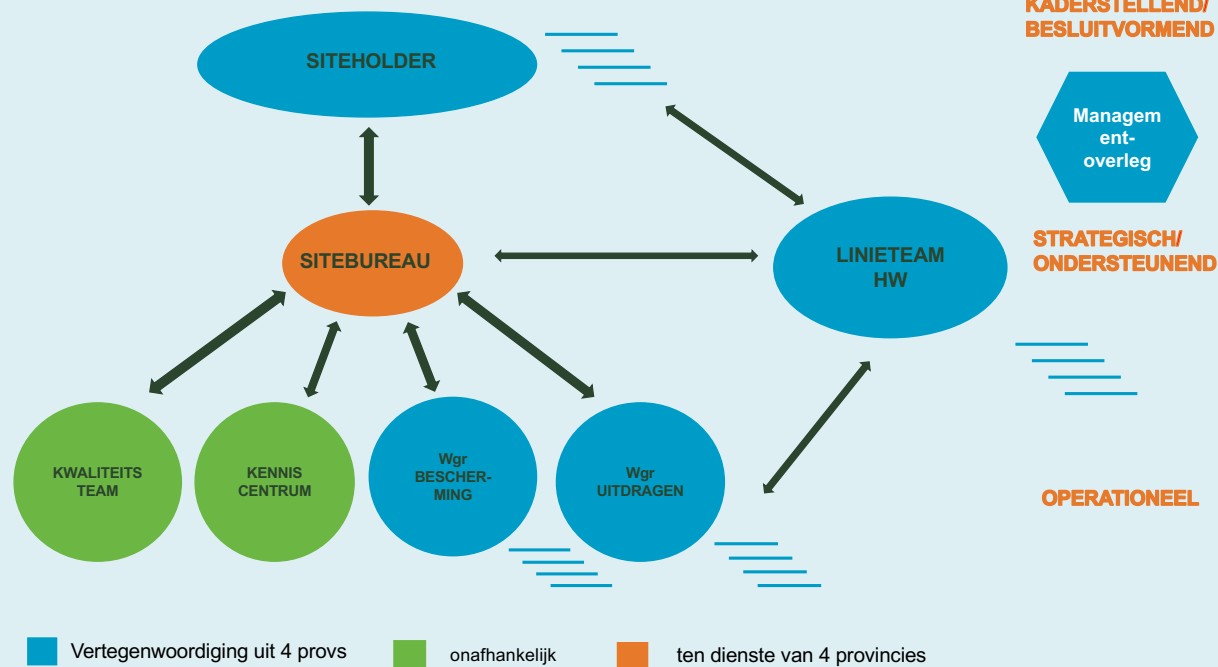 KADERSTELLEND/
BESLUITVORMEND
SITEHOLDER
Managem
ent-
overleg
STRATEGISCH/
ONDERSTEUNEND
SITEBUREAU
LINIETEAM
HW
KWALITEITS
TEAM
KENNIS
CENTRUM
Wgr
BESCHER-
MING
Wgr
UITDRAGEN
OPERATIONEEL
Vertegenwoordiging uit 4 provs
onafhankelijk
ten dienste van 4 provincies